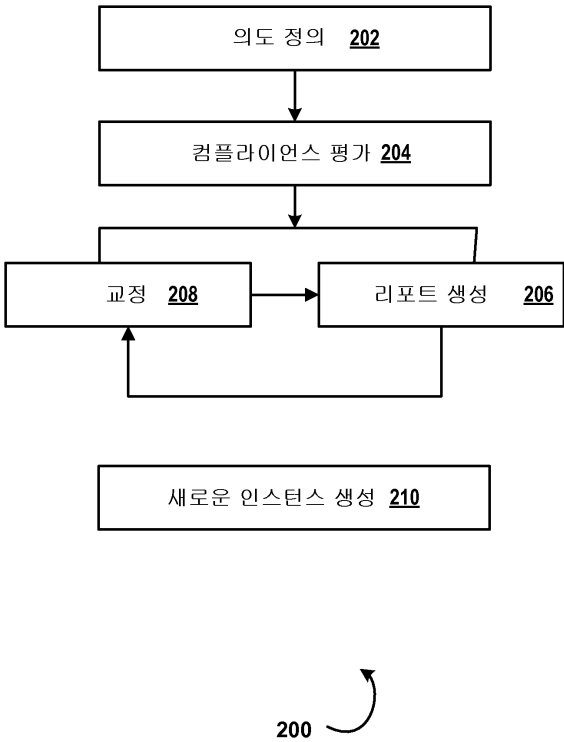 의도 정의 202
컴플라이언스 평가 204
교정 208
리포트 생성 206
새로운 인스턴스 생성 210
200